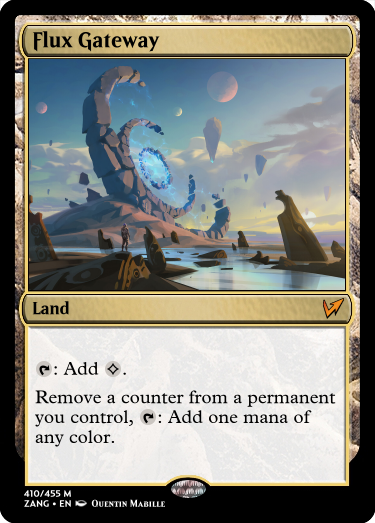 Flux Gateway
Land
: Add .
Remove a counter from a permanent
you control, : Add one mana of
any color.
410/455 M
ZANG • EN QUENTIN MABILLE